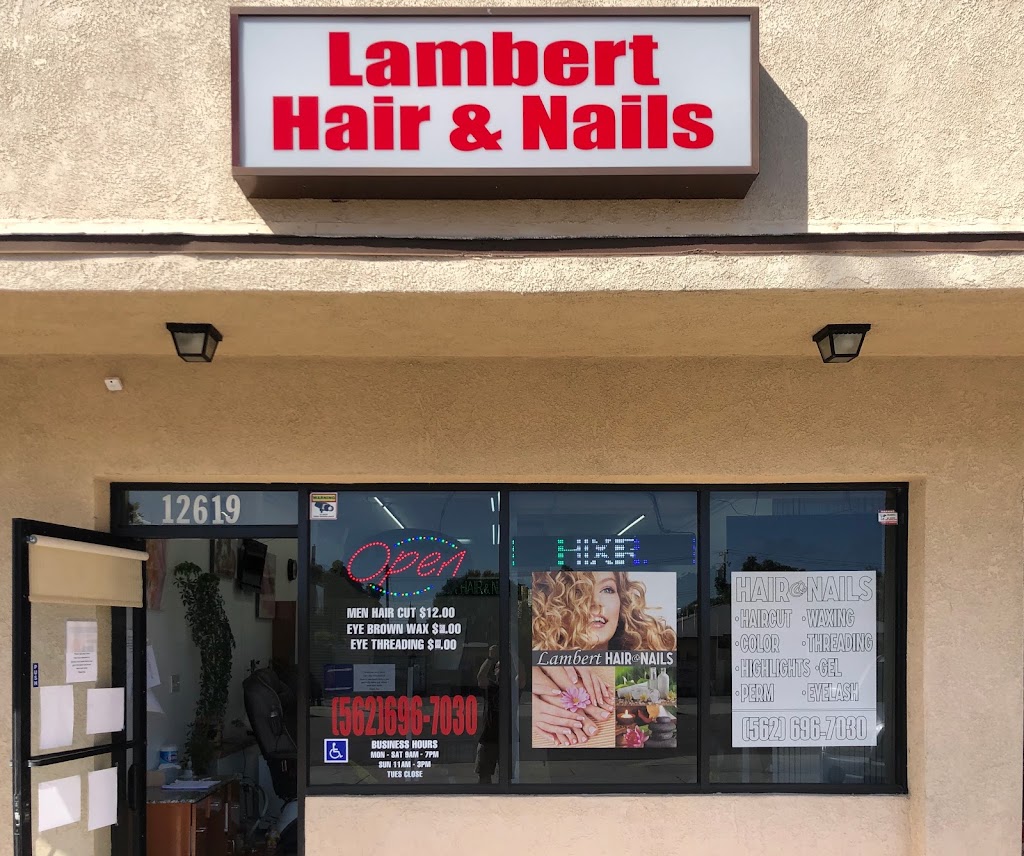 Lambert
Hair & Nails
12619
WARNING
Open
MEN HAIR CUT $12.00
EYE BROWN WAX
EYE THREADING
(562)696-7030
BUSINESS HOURS
MON - SAT 9AM - 7PM
SUN 11AM - 3PM
TUES CLOSE
Lambert HAIR@NAILS
HAIR@NAILS
·HAIRCUT ·WAXING
·COLOR ·THREADING
·HIGHLIGHTS ·GEL
·PERM ·EYELASH
(562) 696-7030